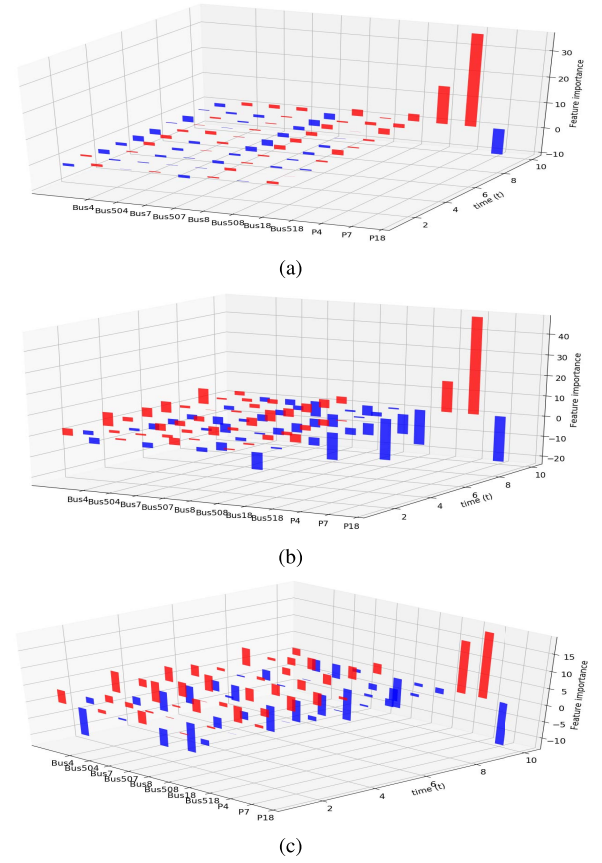 30
20
10
0
-10
Feature importance
10
8
6
4
2
time (t)
Bus4
Bus504
Bus7
Bus507
Bus8
Bus508
Bus18
Bus518
P4
P7
P18
(a)
40
30
20
10
0
-10
-20
Feature importance
10
8
6
4
2
time (t)
Bus4
Bus504
Bus7
Bus507
Bus8
Bus508
Bus18
Bus518
P4
P7
P18
(b)
15
10
5
0
-5
-10
Feature importance
10
8
6
4
2
time (t)
Bus4
Bus504
Bus7
Bus507
Bus508
Bus18
Bus518
P4
P7
P18
(c)